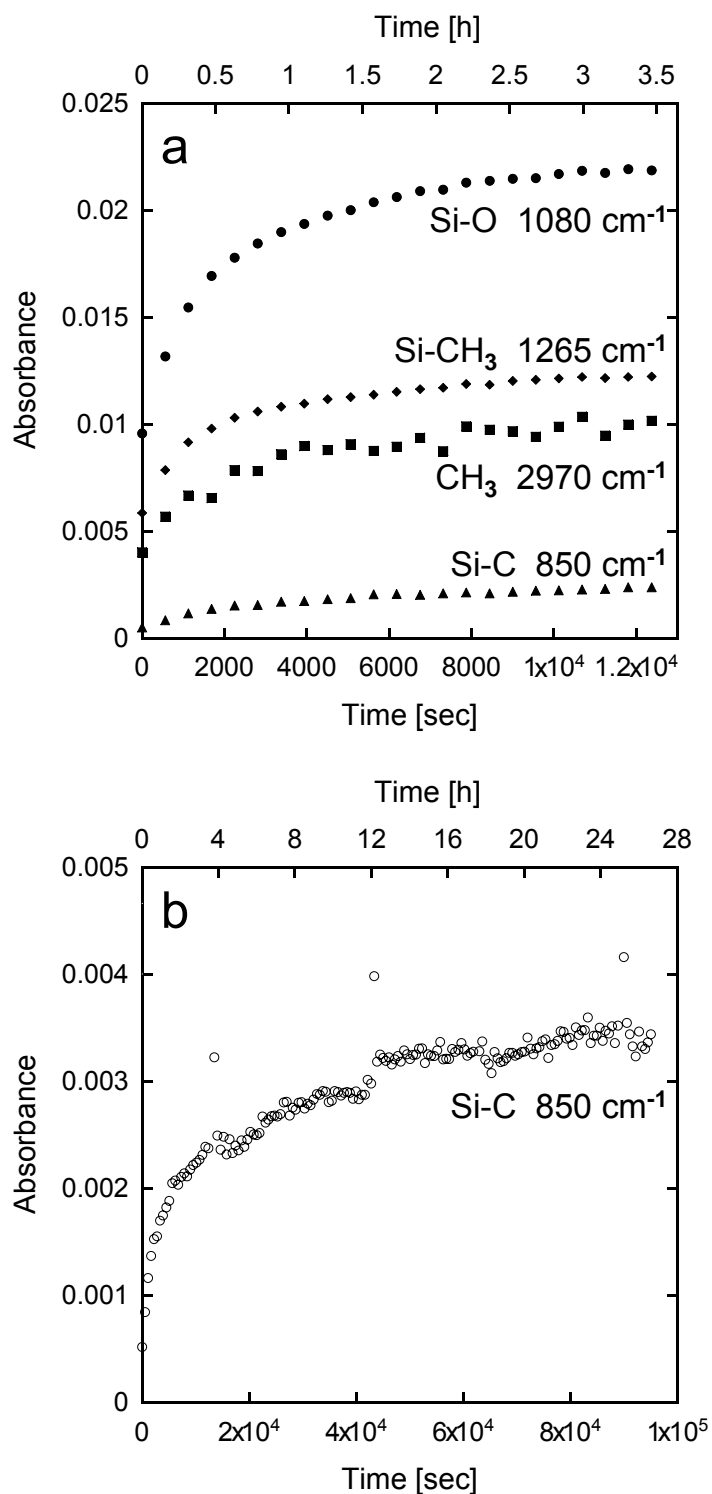 Time [h]
0 0.5 1 1.5 2 2.5 3 3.5
0.025
a
0.02
Si-O 1080 cm⁻¹
0.015
Si-CH₃ 1265 cm⁻¹
Absorbance
0.01
CH₃ 2970 cm⁻¹
0.005
Si-C 850 cm⁻¹
0
0 2000 4000 6000 8000 1x10⁴ 1.2x10⁴
Time [sec]
Time [h]
0 4 8 12 16 20 24 28
0.005
b
0.004
0.003
Si-C 850 cm⁻¹
Absorbance
0.002
0.001
0
0 2x10⁴ 4x10⁴ 6x10⁴ 8x10⁴ 1x10⁵
Time [sec]